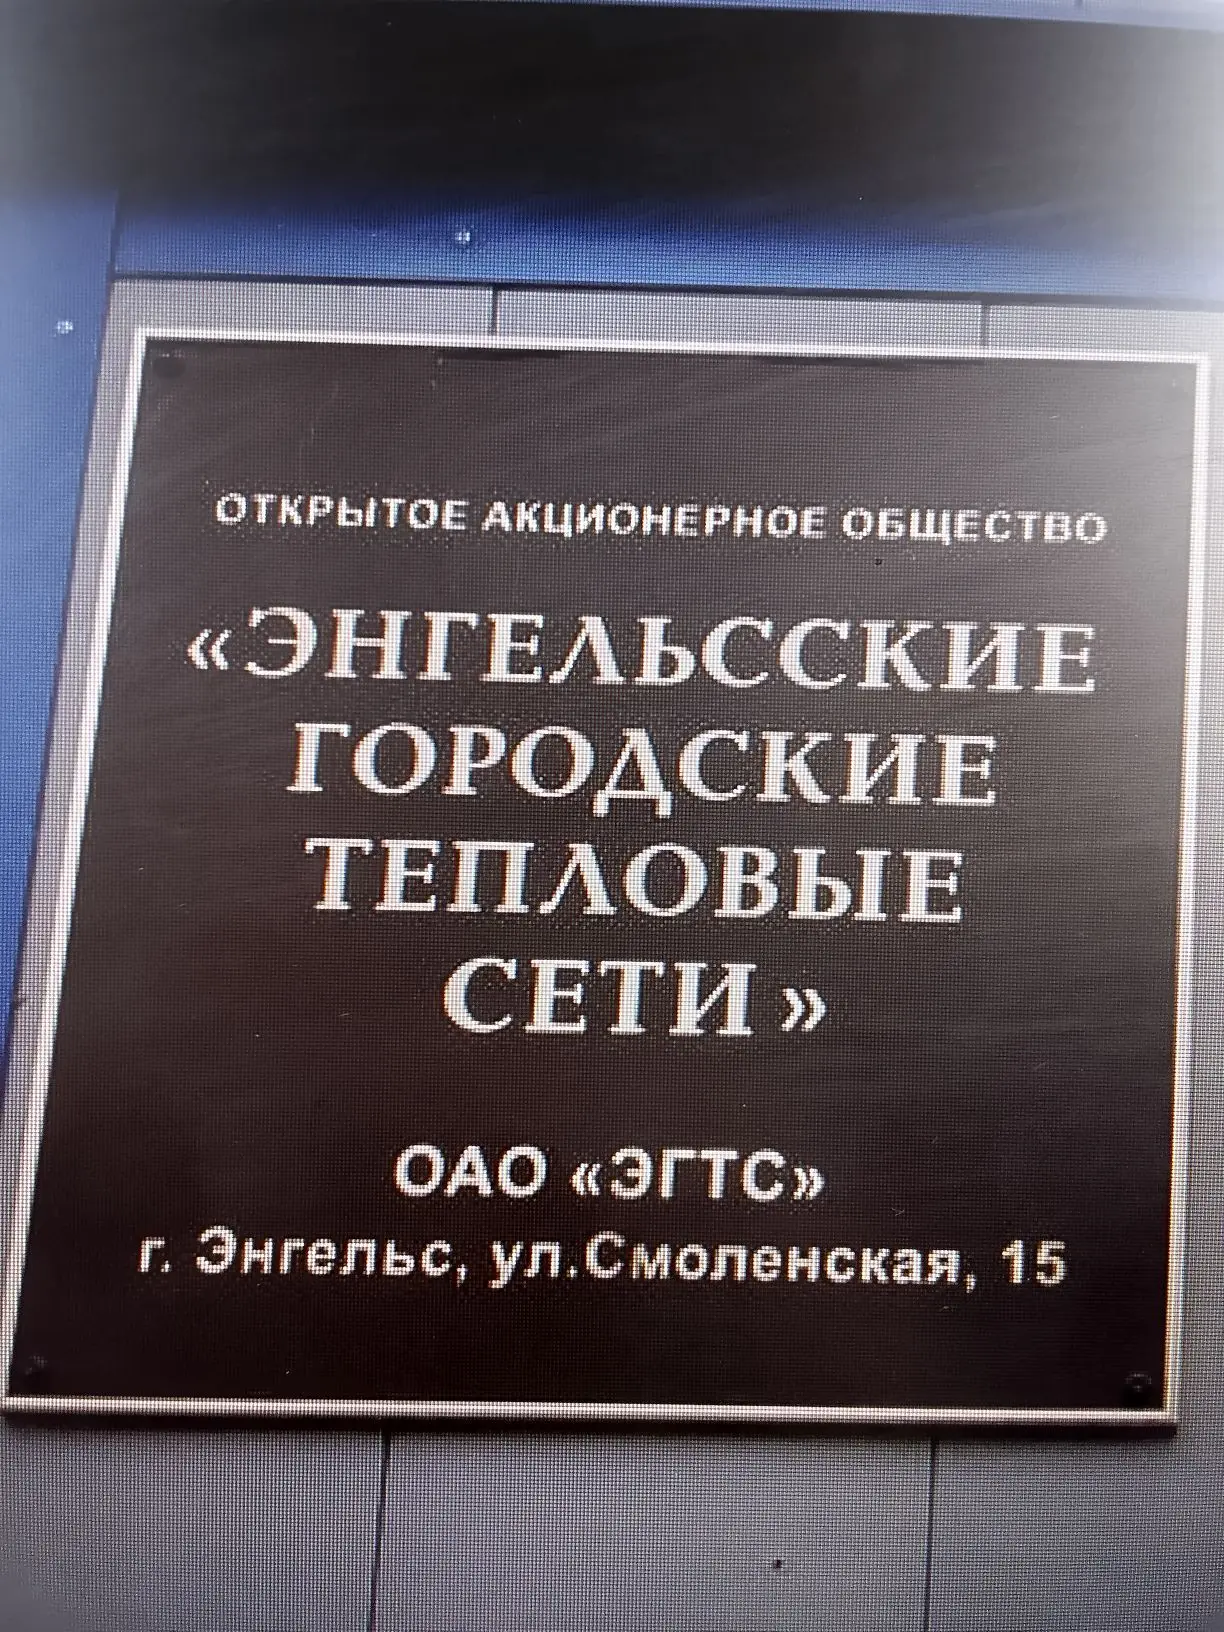 ОТКРЫТОЕ АКЦИОНЕРНОЕ ОБЩЕСТВО
«ЭНГЕЛЬССКИЕ
ГОРОДСКИЕ
ТЕПЛОВЫЕ
СЕТИ»
ОАО «ЭГТС»
г. Энгельс, ул.Смоленская, 15